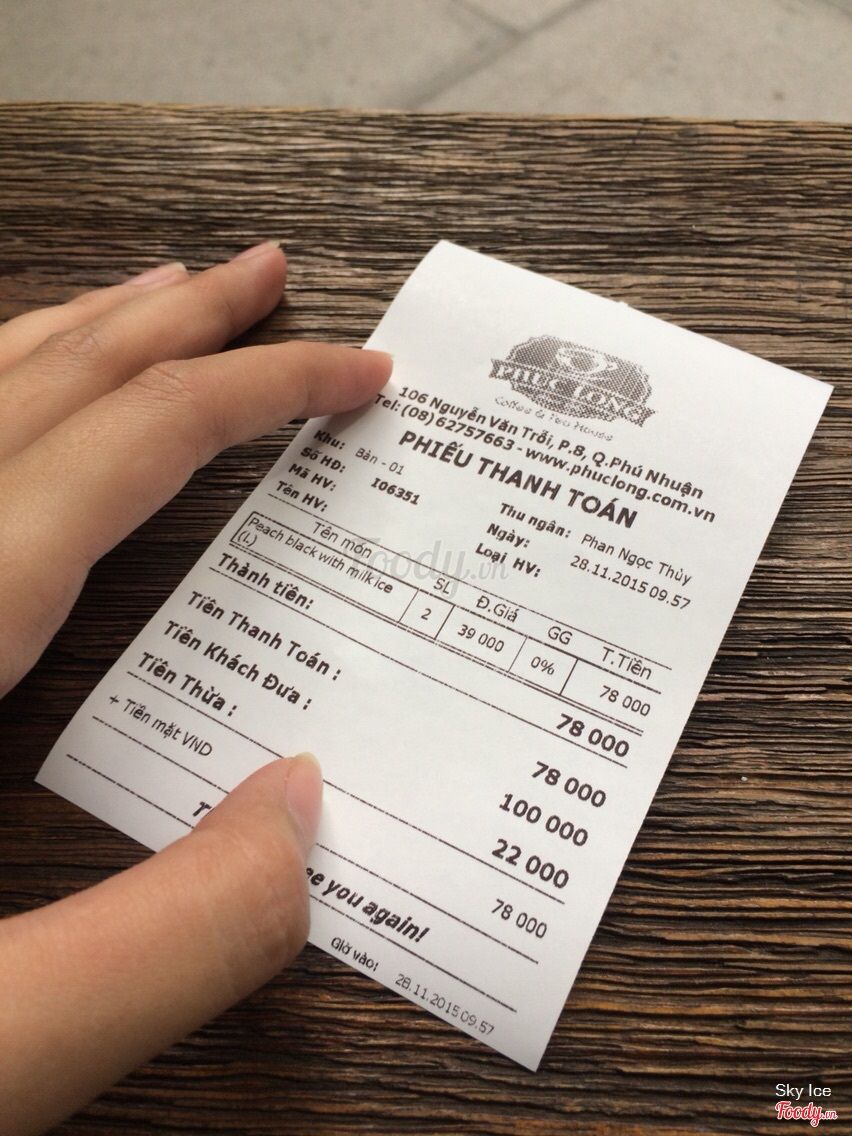 PHUC LONG
Coffee & Tea House
106 Nguyễn Văn Trỗi, P.8, Q.Phú Nhuận
Tel: (08) 62757663 - www.phuclong.com.vn
PHIẾU THANH TOÁN
Khu: Bàn - 01
Số HĐ: I06351
Mã HV:
Tên HV:
Thu ngân: Phan Ngọc Thủy
Ngày: 28.11.2015 09.57
Loại HV:
Tên món SL Đ.Giá GG T.Tiền
Peach black with milk ice 2 39 000 0% 78 000
(L)
Thành tiền: 78 000
Tiền Thanh Toán : 78 000
Tiền Khách Đưa : 100 000
Tiền Thừa : 22 000
+ Tiền mặt VND 78 000
you again!
Giờ vào: 28.11.2015 09.57
Foody.vn
Sky Ice
Foody.vn